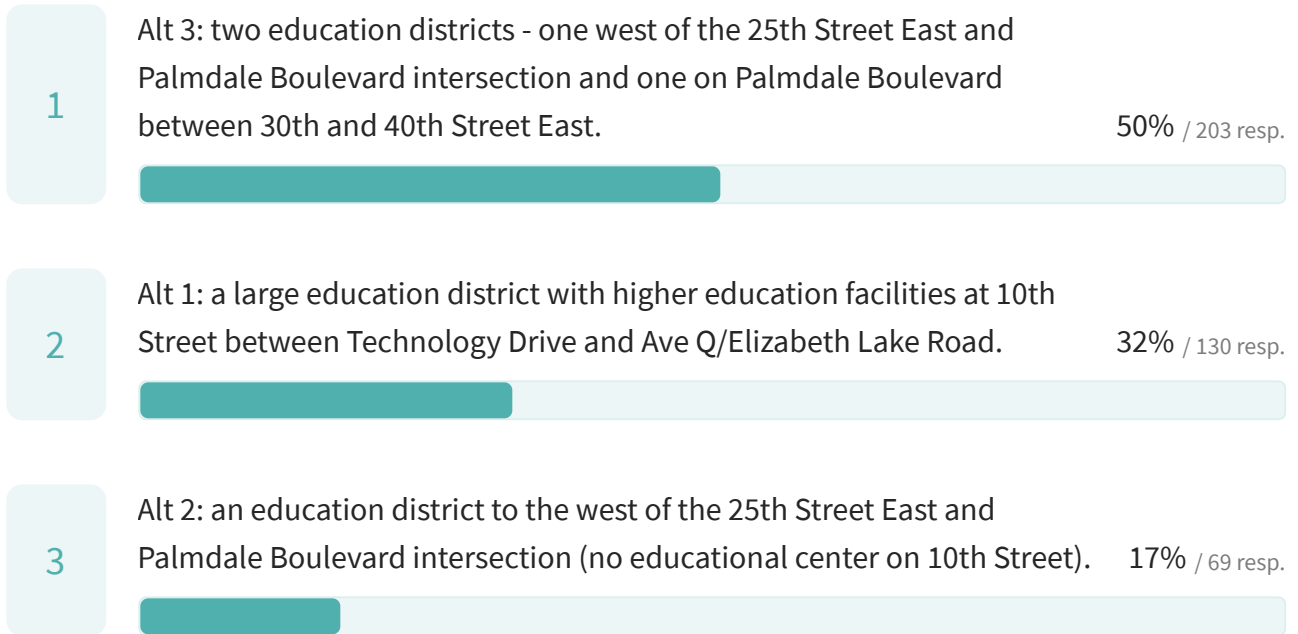 1
Alt 3: two education districts - one west of the 25th Street East and
Palmdale Boulevard intersection and one on Palmdale Boulevard
between 30th and 40th Street East.
50% / 203 resp.
2
Alt 1: a large education district with higher education facilities at 10th
Street between Technology Drive and Ave Q/Elizabeth Lake Road.
32% / 130 resp.
3
Alt 2: an education district to the west of the 25th Street East and
Palmdale Boulevard intersection (no educational center on 10th Street).
17% / 69 resp.